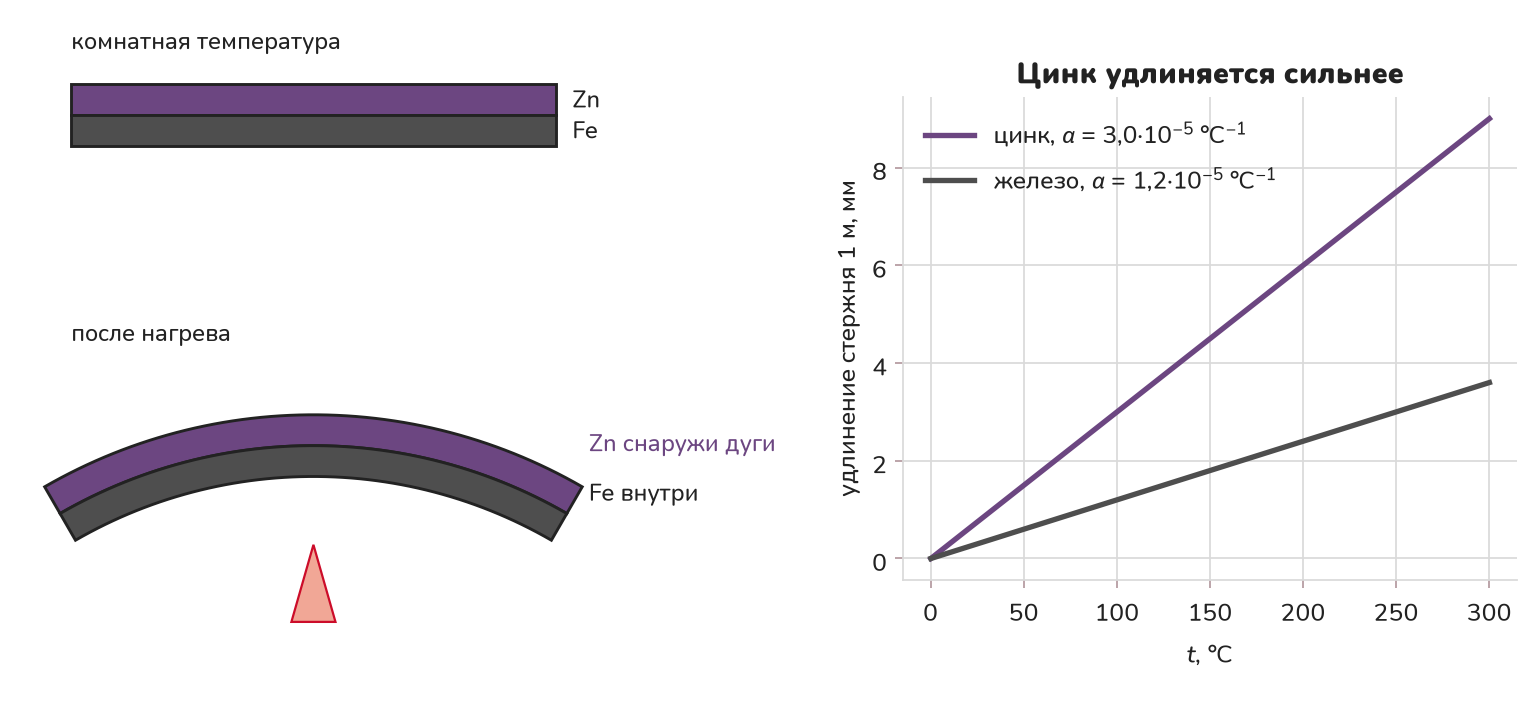 комнатная температура
Zn
Fe
после нагрева
Zn снаружи дуги
Fe внутри
Цинк удлиняется сильнее
цинк, α = 3,0·10⁻⁵ °C⁻¹
железо, α = 1,2·10⁻⁵ °C⁻¹
удлинение стержня 1 м, мм
8
6
4
2
0
0 50 100 150 200 250 300
t, °C